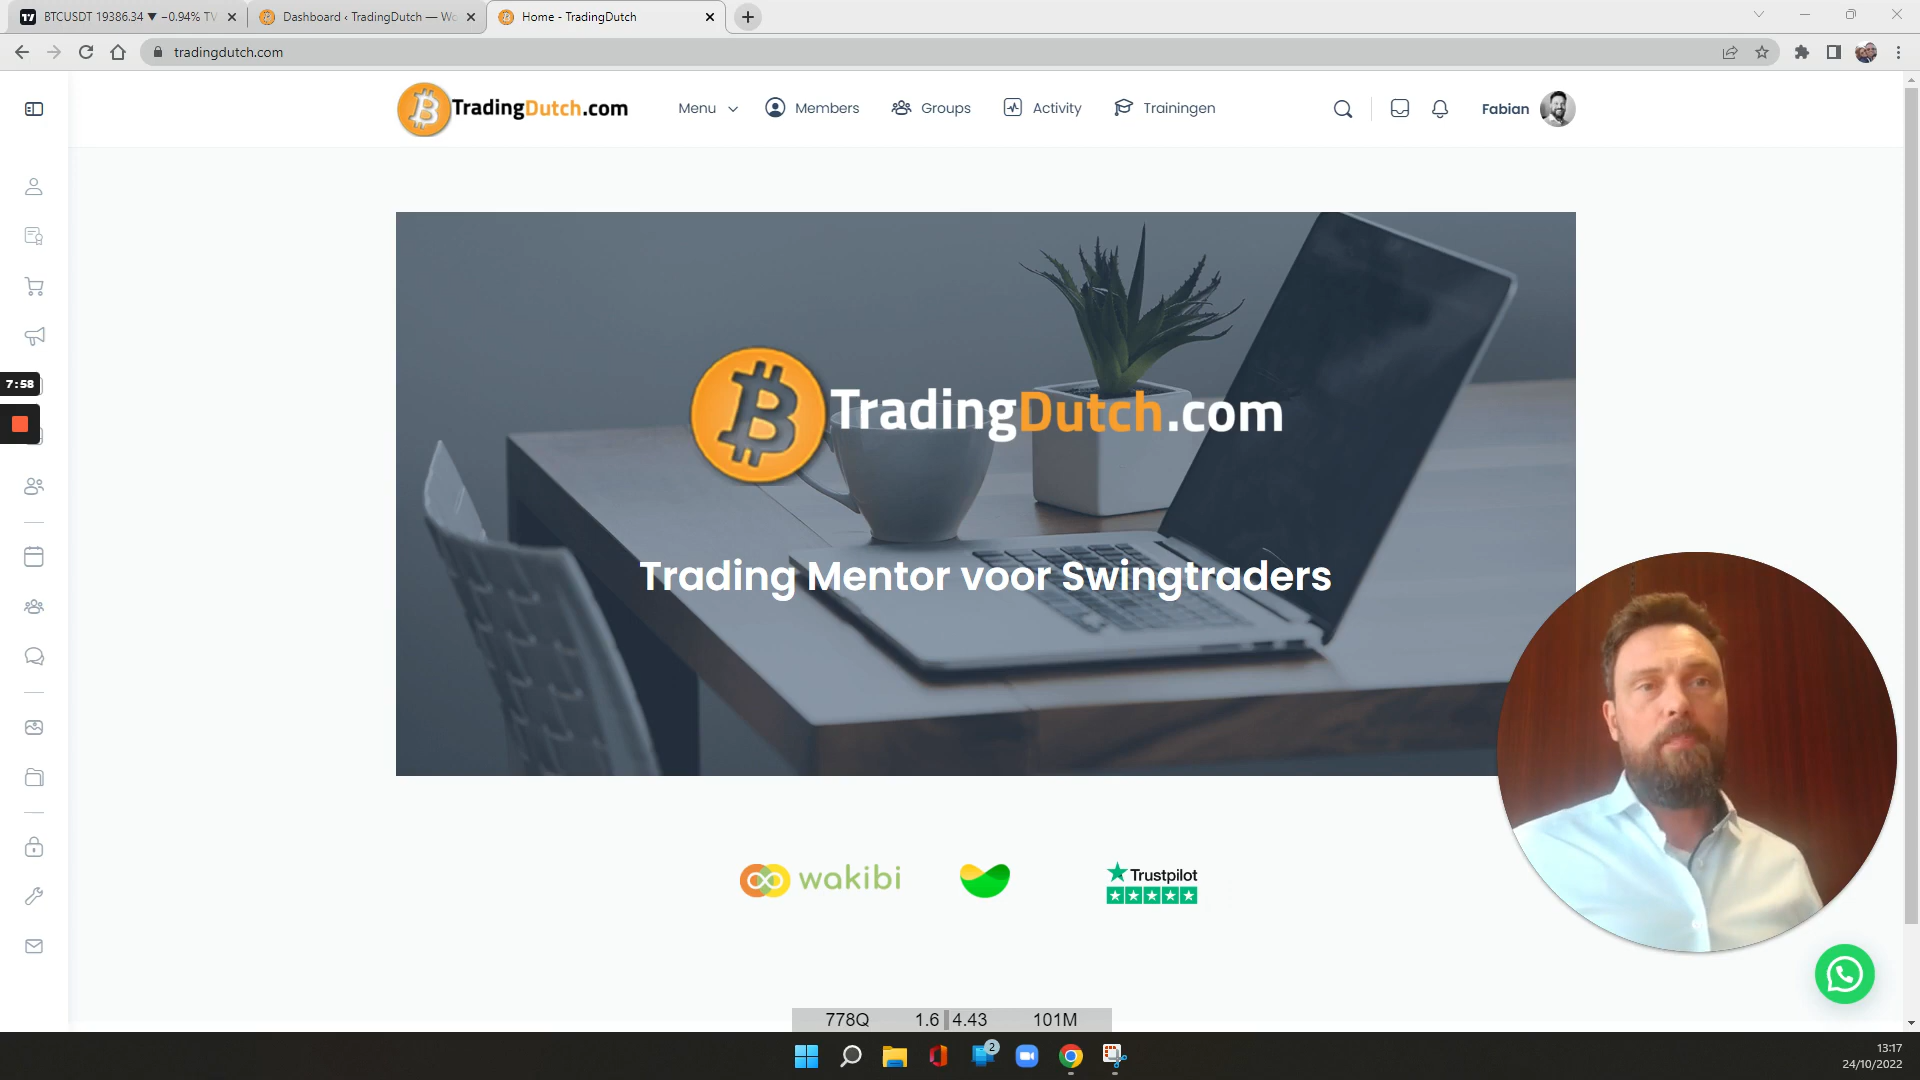 BTCUSDT 19386.34 ▼ −0.94% TV
Dashboard ‹ TradingDutch — Wo
Home - TradingDutch
tradingdutch.com
TradingDutch.com
Menu
Members
Groups
Activity
Trainingen
Fabian
7:58
TradingDutch.com
Trading Mentor voor Swingtraders
wakibi
Trustpilot
778Q 1.6 4.43 101M
2
13:17
24/10/2022